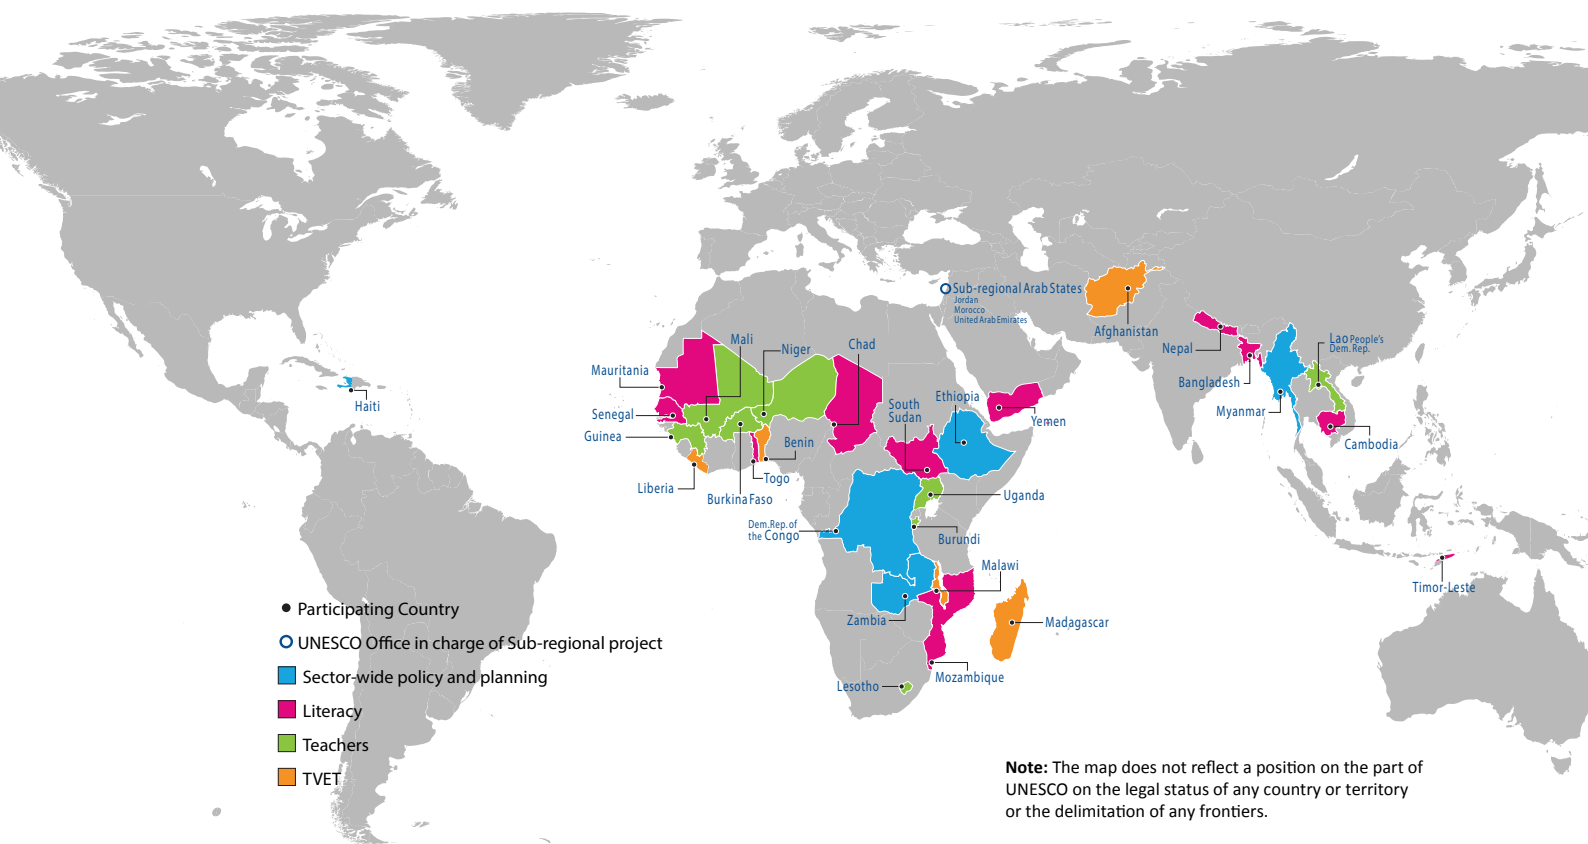 Sub-regional Arab States
Jordan
Morocco
United Arab Emirates
Afghanistan
Nepal
Bangladesh
Myanmar
Lao People's
Dem. Rep.
Cambodia
Timor-Leste
Haiti
Mali
Niger
Chad
Mauritania
Senegal
Guinea
Liberia
Burkina Faso
Togo
Benin
South
Sudan
Ethiopia
Yemen
Uganda
Dem.Rep. of
the Congo
Burundi
Malawi
Zambia
Madagascar
Mozambique
Lesotho
Participating Country
UNESCO Office in charge of Sub-regional project
Sector-wide policy and planning
Literacy
Teachers
TVET
Note: The map does not reflect a position on the part of
UNESCO on the legal status of any country or territory
or the delimitation of any frontiers.